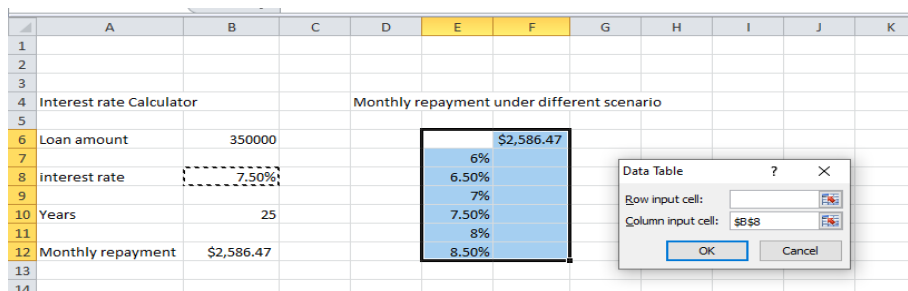 A B C D E F G H I J K
1
2
3
4 Interest rate Calculator Monthly repayment under different scenario
5
6 Loan amount 350000 $2,586.47
7 6%
8 interest rate 7.50% 6.50%
9 7%
10 Years 25 7.50%
11 8%
12 Monthly repayment $2,586.47 8.50%
13
14
Data Table ? X
Row input cell:
Column input cell: $B$8
OK Cancel